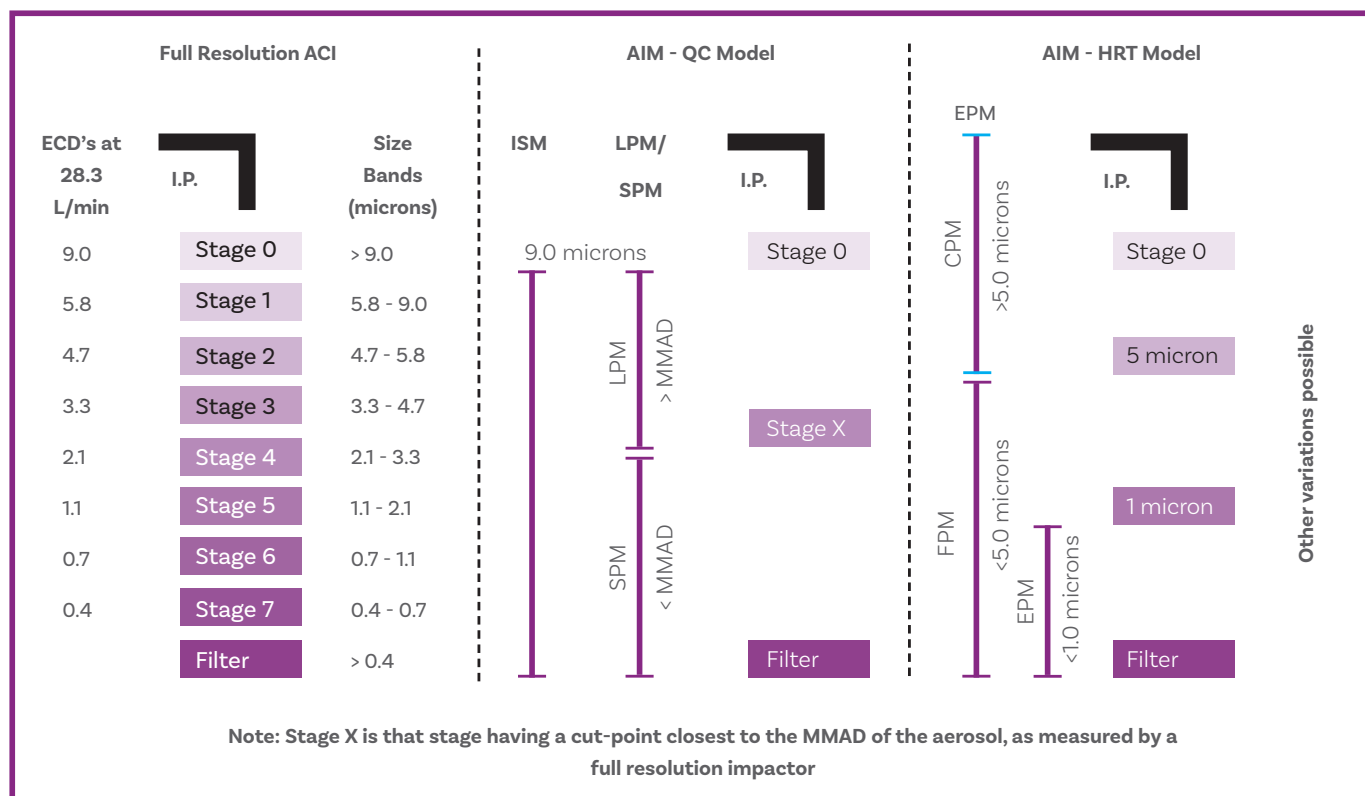 Full Resolution ACI
ECD's at
28.3
L/min
I.P.
Size
Bands
(microns)
9.0
Stage 0
> 9.0
5.8
Stage 1
5.8 - 9.0
4.7
Stage 2
4.7 - 5.8
3.3
Stage 3
3.3 - 4.7
2.1
Stage 4
2.1 - 3.3
1.1
Stage 5
1.1 - 2.1
0.7
Stage 6
0.7 - 1.1
0.4
Stage 7
0.4 - 0.7
Filter
> 0.4
AIM - QC Model
ISM
LPM/
SPM
I.P.
9.0 microns
Stage 0
LPM
> MMAD
Stage X
SPM
< MMAD
Filter
AIM - HRT Model
EPM
I.P.
CPM
>5.0 microns
Stage 0
5 micron
FPM
<5.0 microns
1 micron
EPM
<1.0 microns
Filter
Other variations possible
Note: Stage X is that stage having a cut-point closest to the MMAD of the aerosol, as measured by a
full resolution impactor